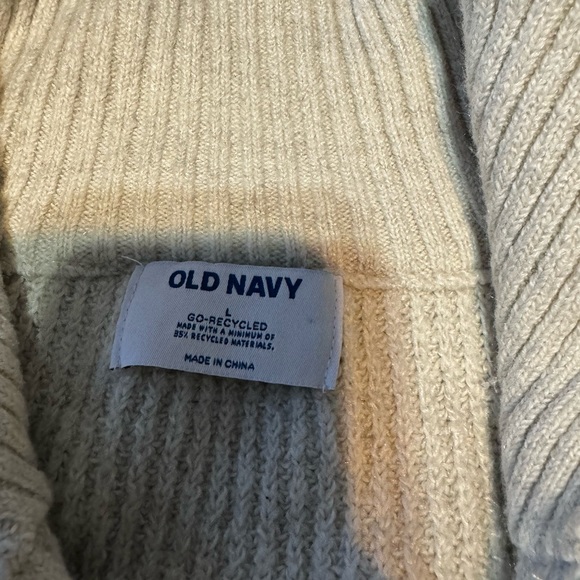 OLD NAVY
L
GO-RECYCLED
MADE WITH A MINIMUM OF
85% RECYCLED MATERIALS.
MADE IN CHINA